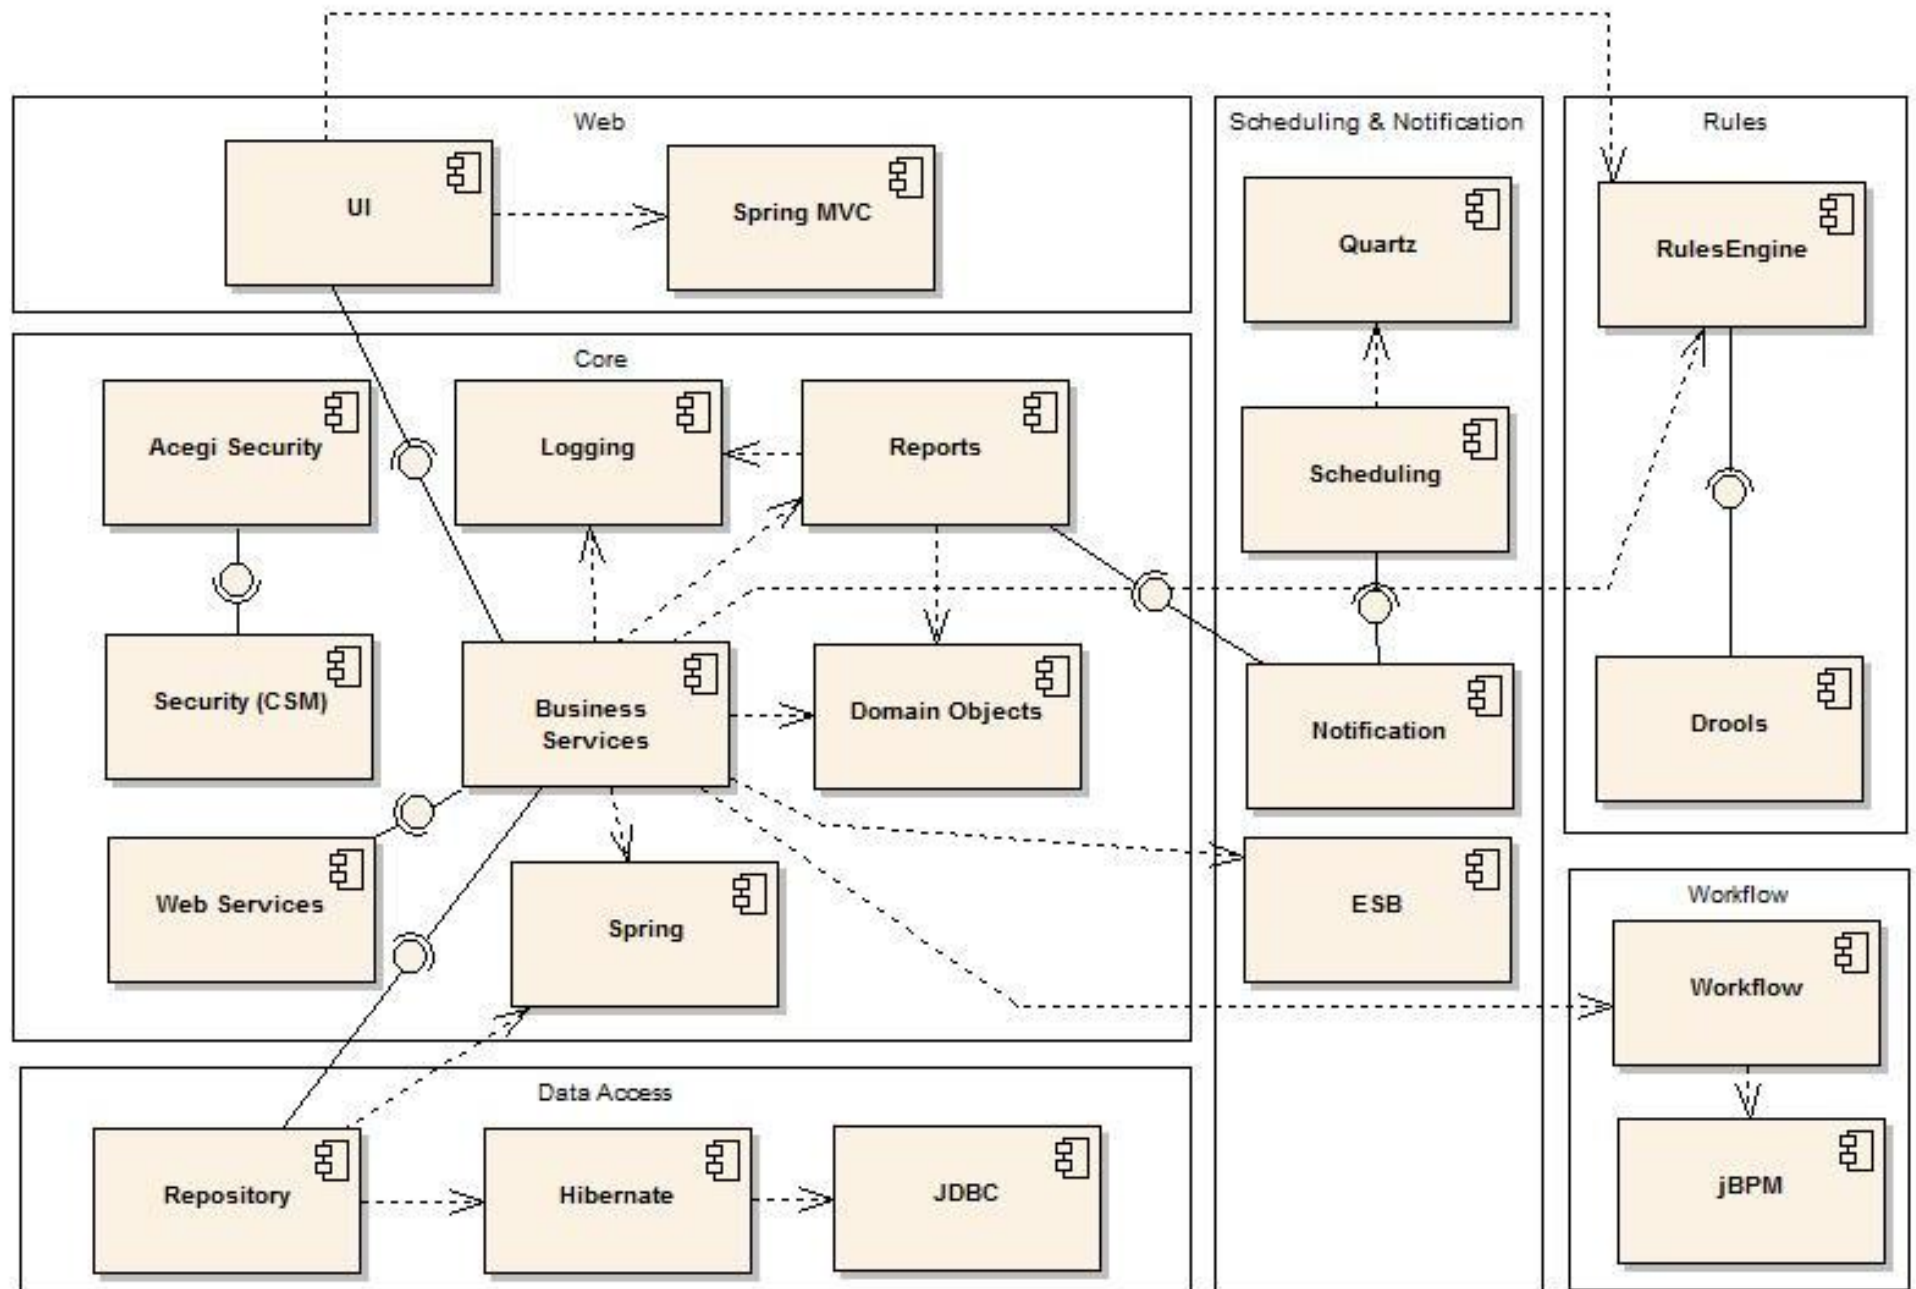 Web
UI
Spring MVC
Core
Acegi Security
Logging
Reports
Security (CSM)
Business
Services
Domain Objects
Web Services
Spring
Data Access
Repository
Hibernate
JDBC
Scheduling & Notification
Quartz
Scheduling
Notification
ESB
Rules
RulesEngine
Drools
Workflow
Workflow
jBPM